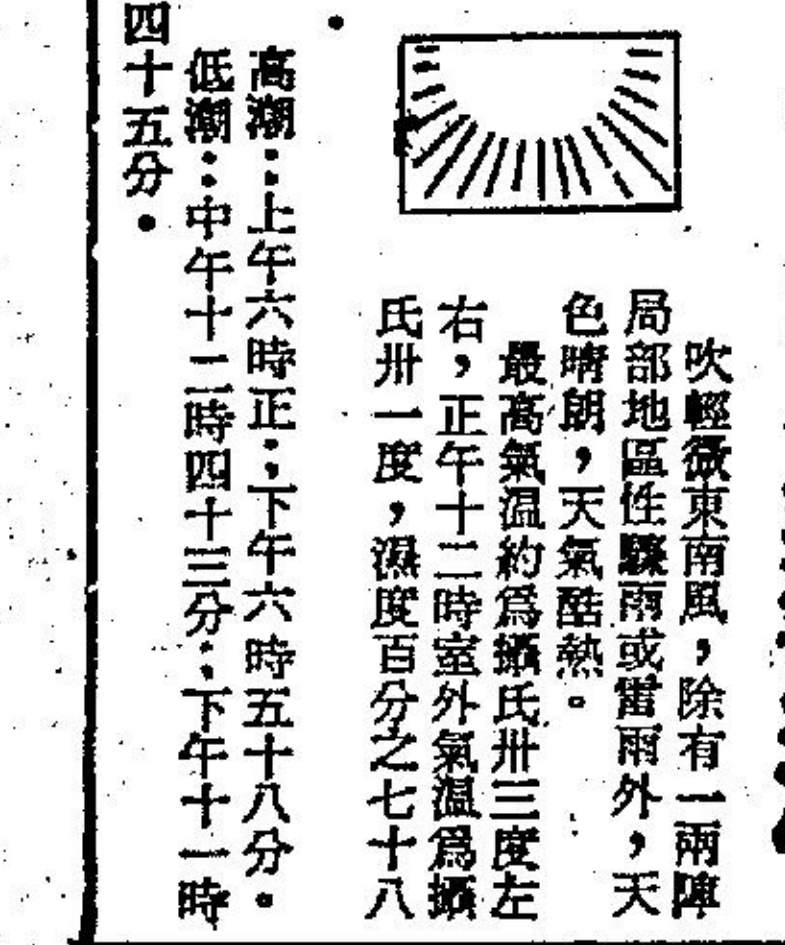 吹輕微東南風，除有一兩陣
局部地區性驟雨或雷雨外，天
色晴朗，天氣酷熱。
最高氣溫約爲攝氏卅三度左
右，正午十二時室外氣溫爲攝
氏卅一度，濕度百分之七十八
高潮：上午六時正；下午六時五十八分。
低潮：中午十二時四十三分：下午十一時
四十五分。